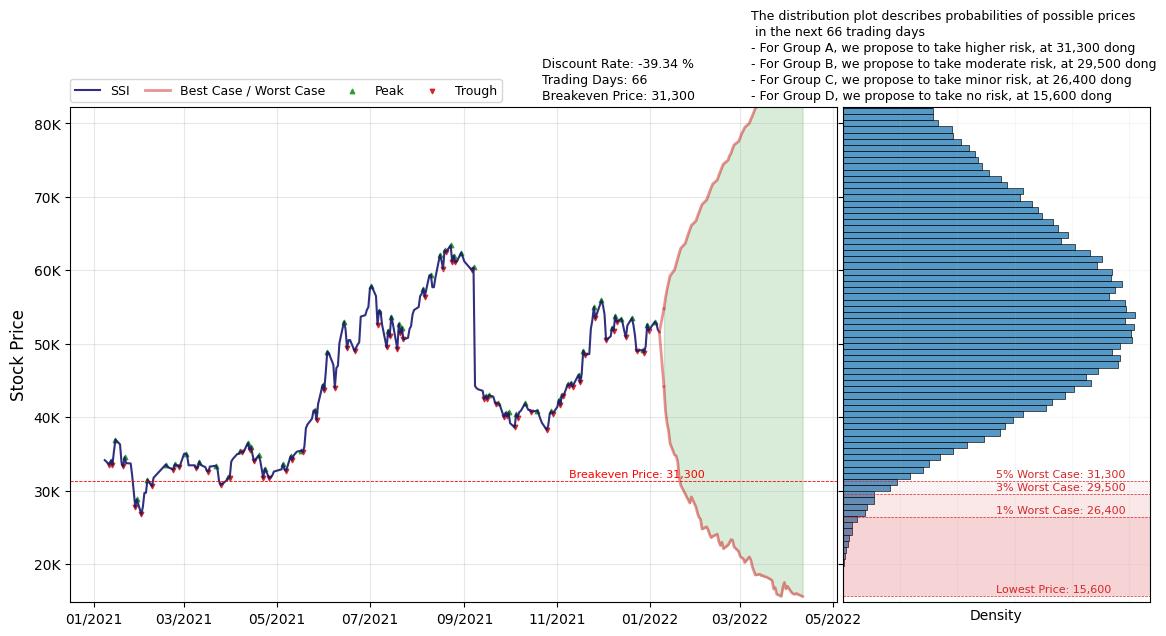 The distribution plot describes probabilities of possible prices
in the next 66 trading days
- For Group A, we propose to take higher risk, at 31,300 dong
- For Group B, we propose to take moderate risk, at 29,500 dong
- For Group C, we propose to take minor risk, at 26,400 dong
- For Group D, we propose to take no risk, at 15,600 dong
Discount Rate: -39.34 %
Trading Days: 66
Breakeven Price: 31,300
SSI Best Case / Worst Case Peak Trough
80K
70K
60K
50K
40K
30K
20K
Stock Price
Breakeven Price: 31,300
5% Worst Case: 31,300
3% Worst Case: 29,500
1% Worst Case: 26,400
Lowest Price: 15,600
01/2021 03/2021 05/2021 07/2021 09/2021 11/2021 01/2022 03/2022 05/2022
Density